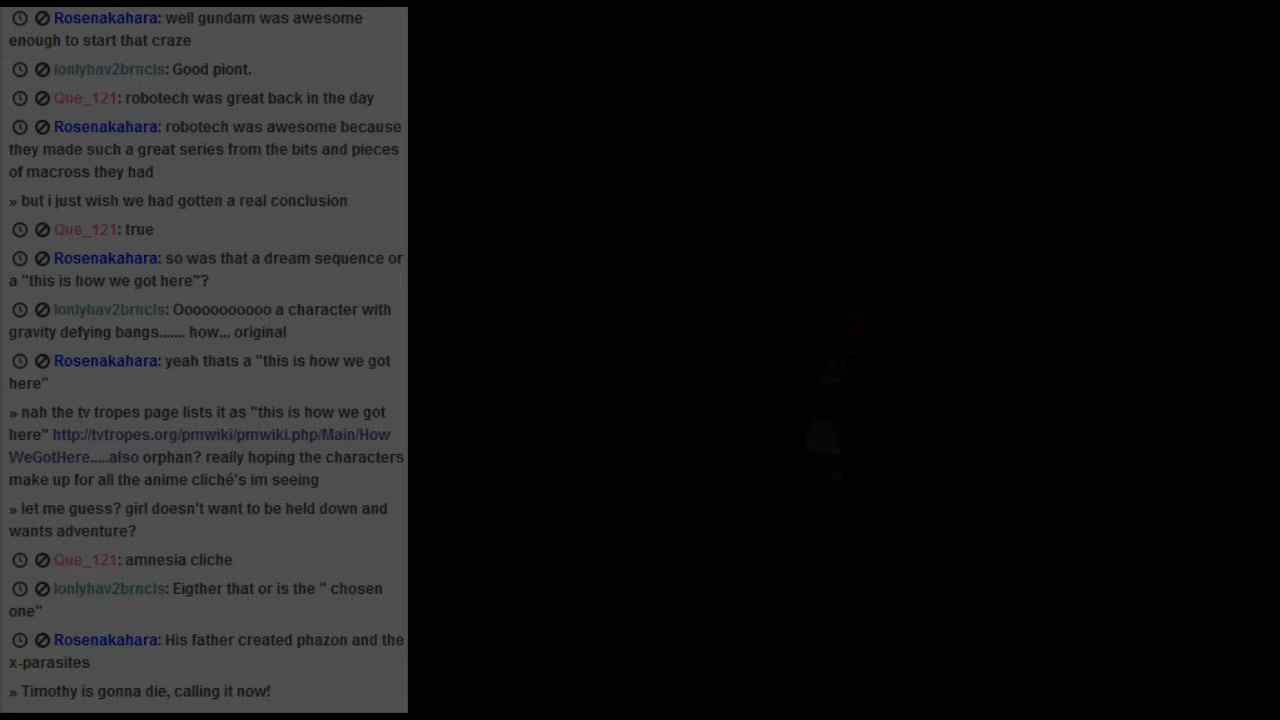 Rosenakahara: well gundam was awesome
enough to start that craze
Ionlyhav2brncls: Good piont.
Que_121: robotech was great back in the day
Rosenakahara: robotech was awesome because
they made such a great series from the bits and pieces
of macross they had
» but i just wish we had gotten a real conclusion
Que_121: true
Rosenakahara: so was that a dream sequence or
a "this is how we got here"?
Ionlyhav2brncls: Ooooooooooo a character with
gravity defying bangs....... how... original
Rosenakahara: yeah thats a "this is how we got
here"
» nah the tv tropes page lists it as "this is how we got
here" http://tvtropes.org/pmwiki/pmwiki.php/Main/How
WeGotHere.....also orphan? really hoping the characters
make up for all the anime cliché's im seeing
» let me guess? girl doesn't want to be held down and
wants adventure?
Que_121: amnesia cliche
Ionlyhav2brncls: Eigther that or is the " chosen
one"
Rosenakahara: His father created phazon and the
x-parasites
» Timothy is gonna die, calling it now!